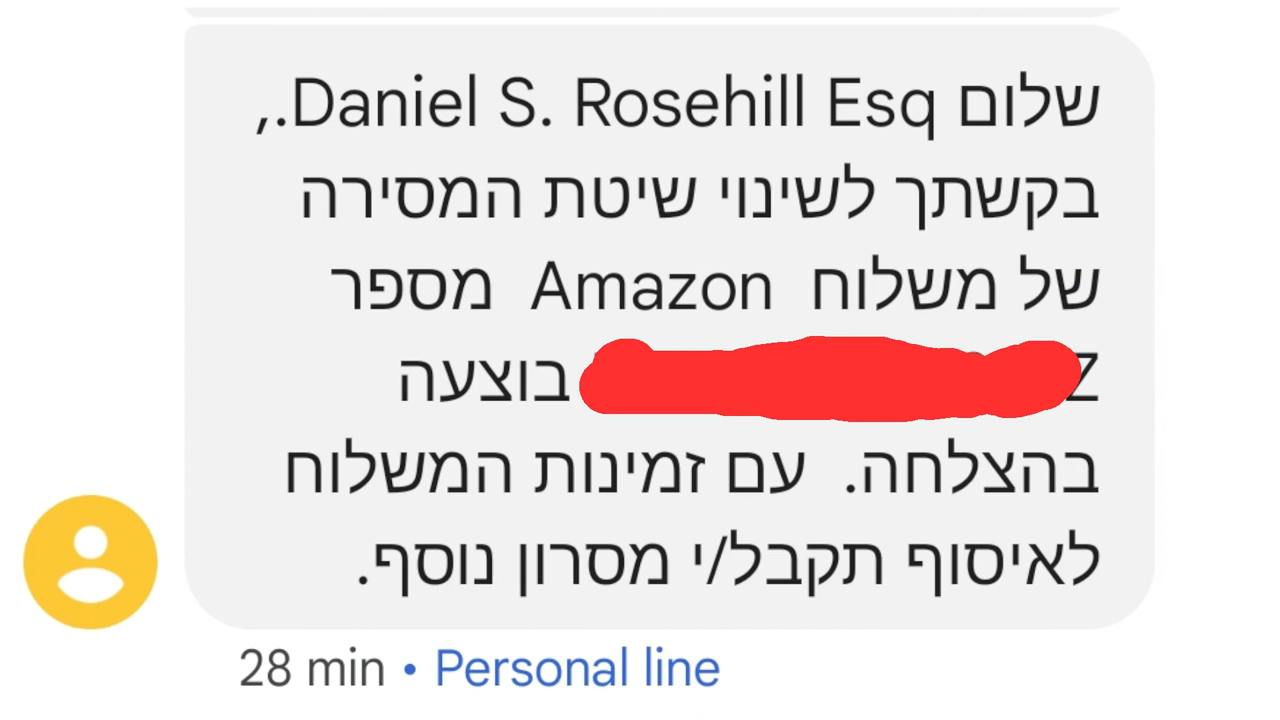 שלום Daniel S. Rosehill Esq.,
בקשתך לשינוי שיטת המסירה
של משלוח  Amazon  מספר
Z בוצעה
בהצלחה.  עם זמינות המשלוח
לאיסוף תקבל/י מסרון נוסף.
28 min • Personal line